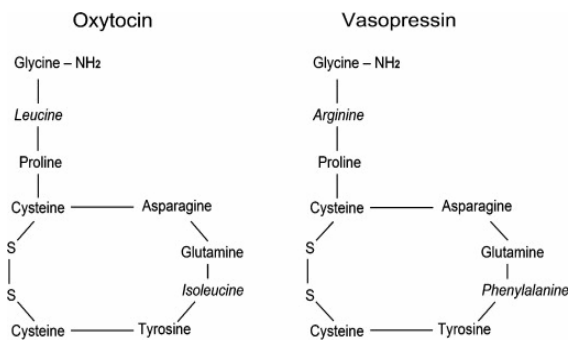 Oxytocin Vasopressin
Glycine – NH2 Glycine – NH2
Leucine Arginine
Proline Proline
Cysteine Asparagine Cysteine Asparagine
S Glutamine S Glutamine
S Isoleucine S Phenylalanine
Cysteine Tyrosine Cysteine Tyrosine